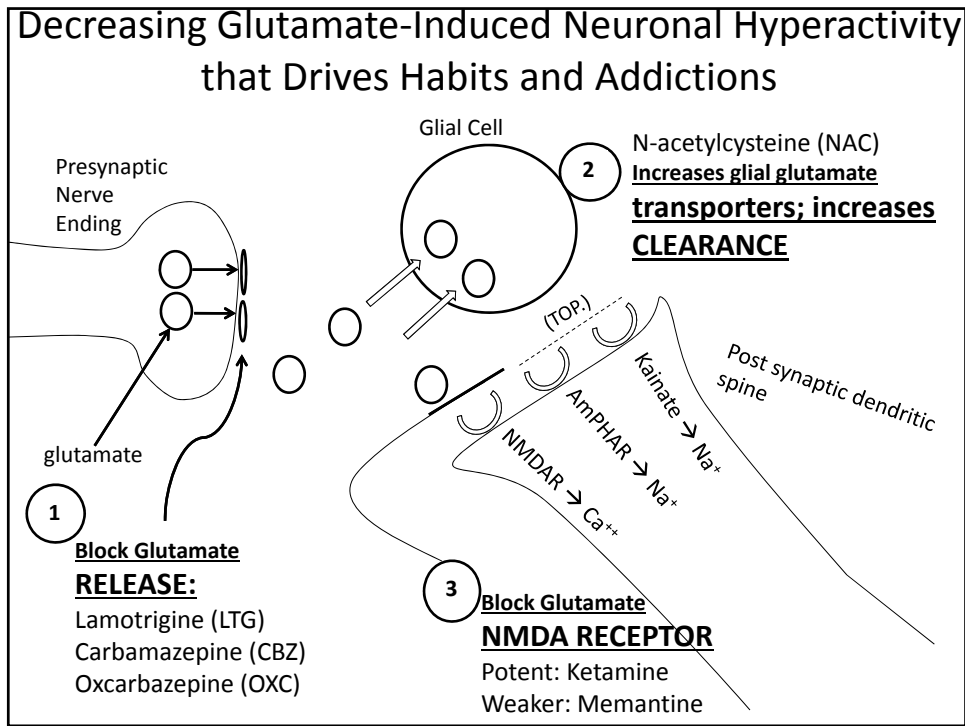 Decreasing Glutamate-Induced Neuronal Hyperactivity
that Drives Habits and Addictions
Glial Cell
Presynaptic
Nerve
Ending
2
N-acetylcysteine (NAC)
Increases glial glutamate
transporters; increases
CLEARANCE
(TOP.)
Post synaptic dendritic
spine
Kainate → Na⁺
AmPHAR → Na⁺
NMDAR → Ca⁺⁺
glutamate
1
Block Glutamate
RELEASE:
Lamotrigine (LTG)
Carbamazepine (CBZ)
Oxcarbazepine (OXC)
3
Block Glutamate
NMDA RECEPTOR
Potent: Ketamine
Weaker: Memantine